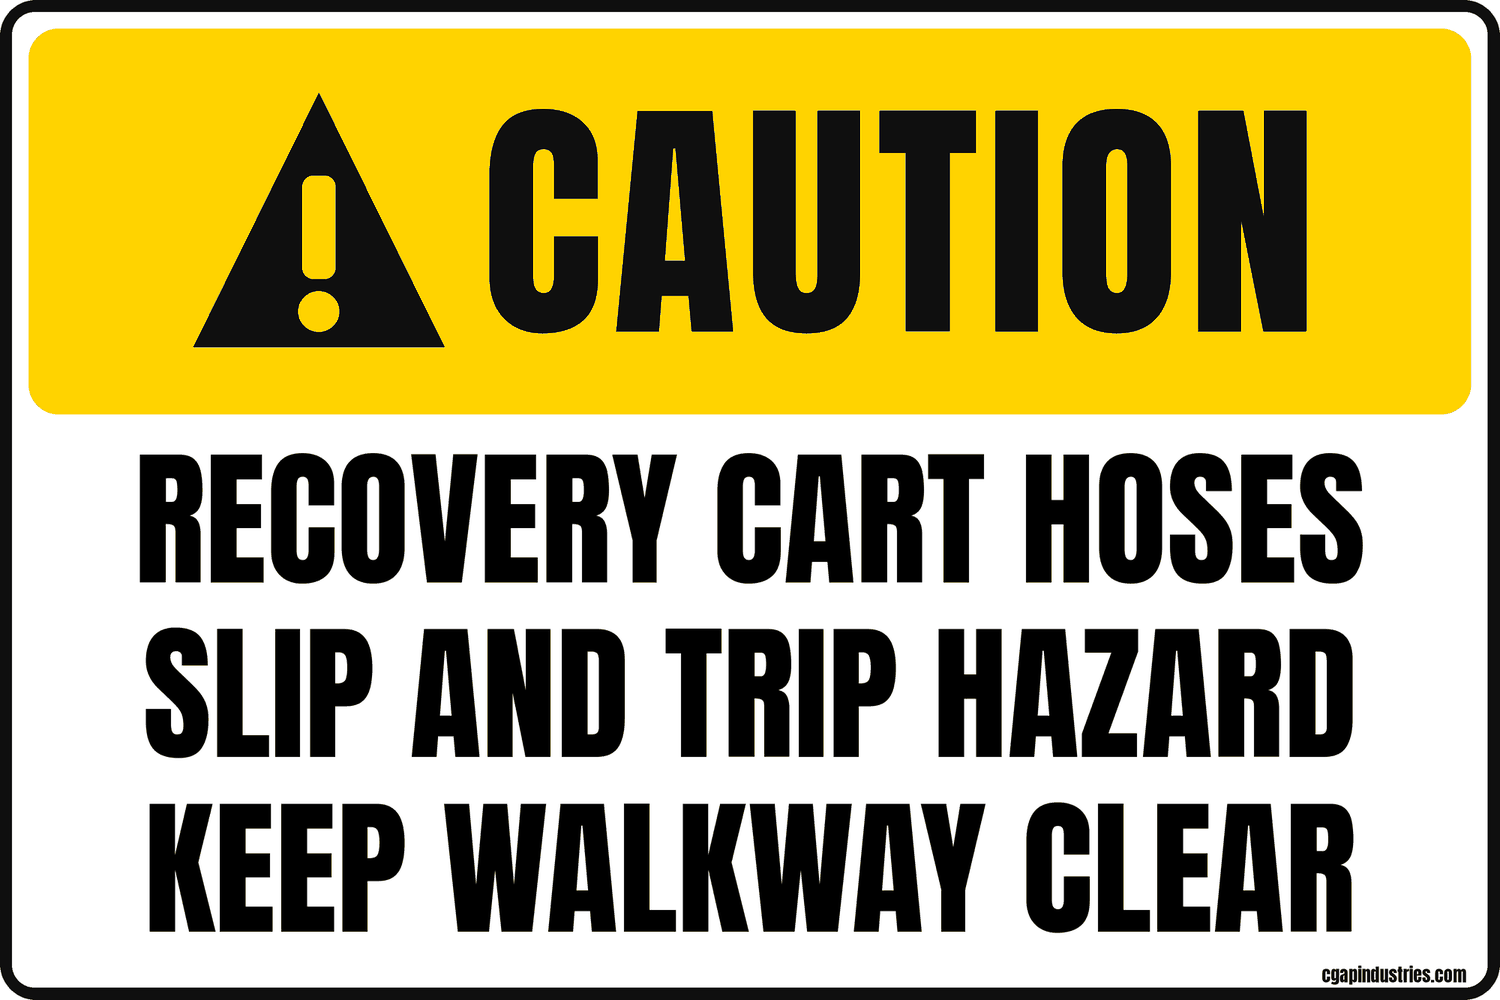 CAUTION
RECOVERY CART HOSES
SLIP AND TRIP HAZARD
KEEP WALKWAY CLEAR
cgapindustries.com